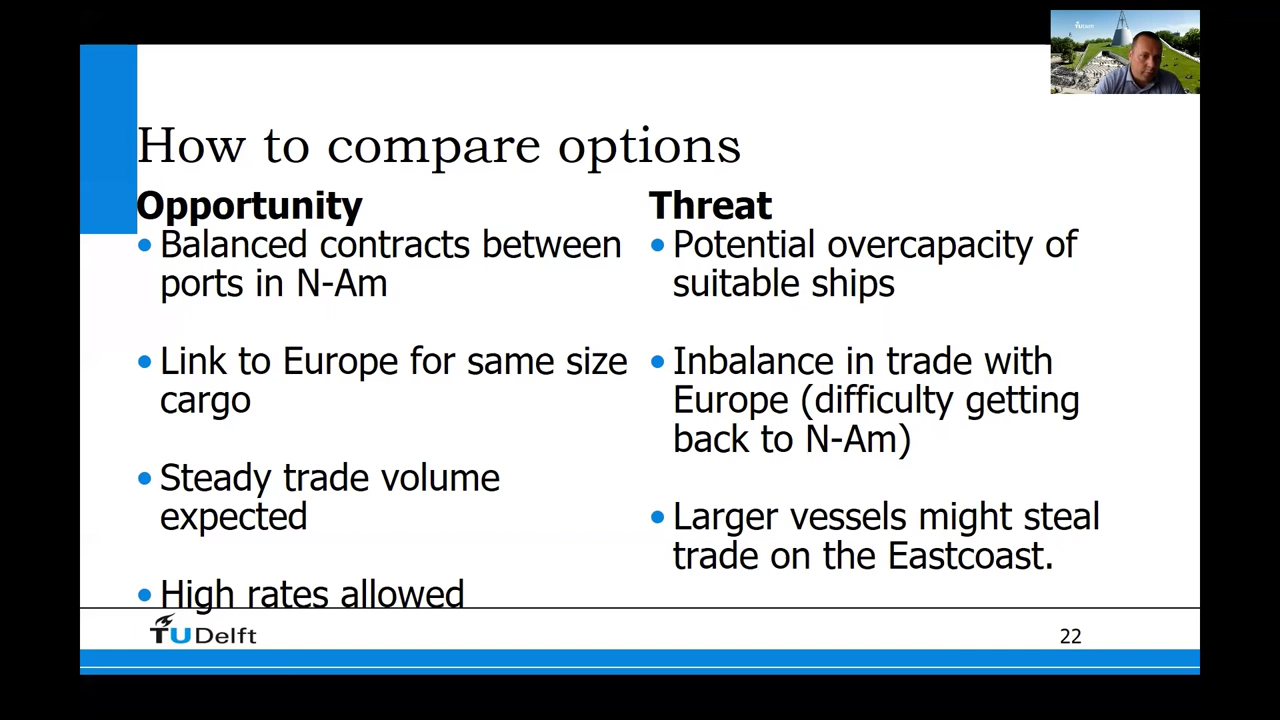 How to compare options
Opportunity
Balanced contracts between
ports in N-Am
Link to Europe for same size
cargo
Steady trade volume
expected
High rates allowed
Threat
Potential overcapacity of
suitable ships
Inbalance in trade with
Europe (difficulty getting
back to N-Am)
Larger vessels might steal
trade on the Eastcoast.
TU Delft
22